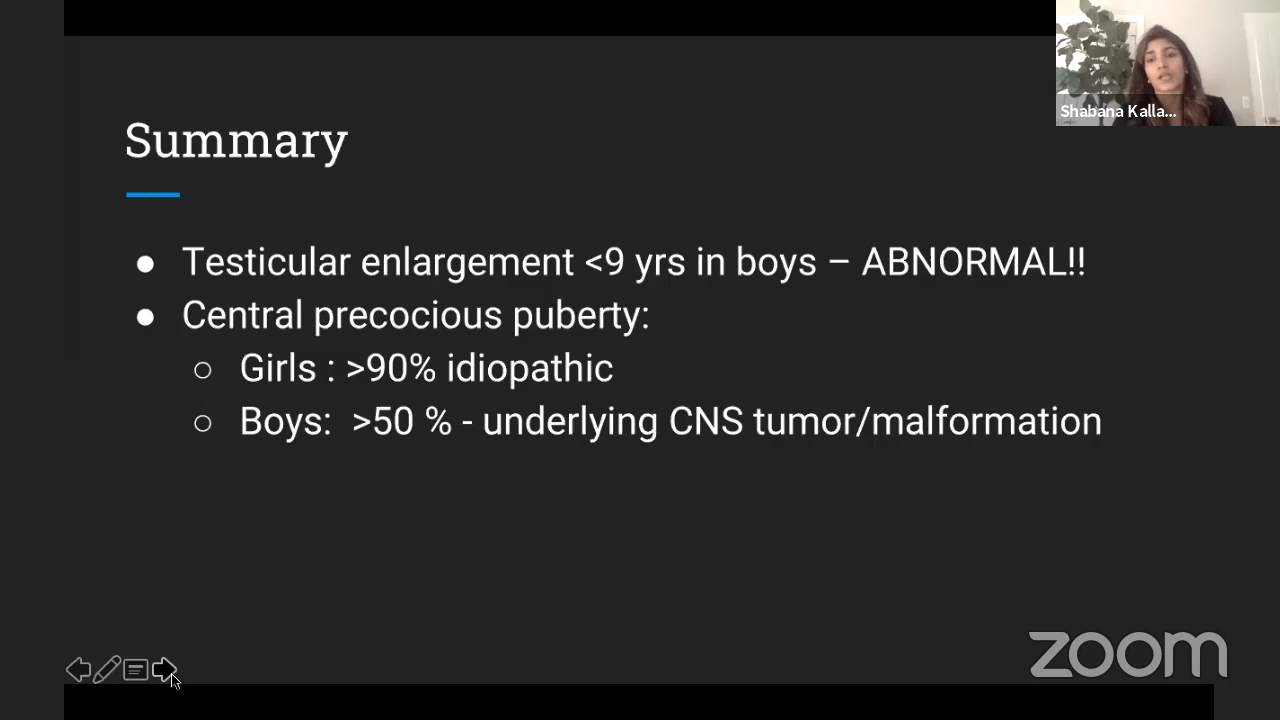 Shabana Kalla...
Summary
● Testicular enlargement <9 yrs in boys – ABNORMAL!!
● Central precocious puberty:
○ Girls : >90% idiopathic
○ Boys: >50 % - underlying CNS tumor/malformation
zoom